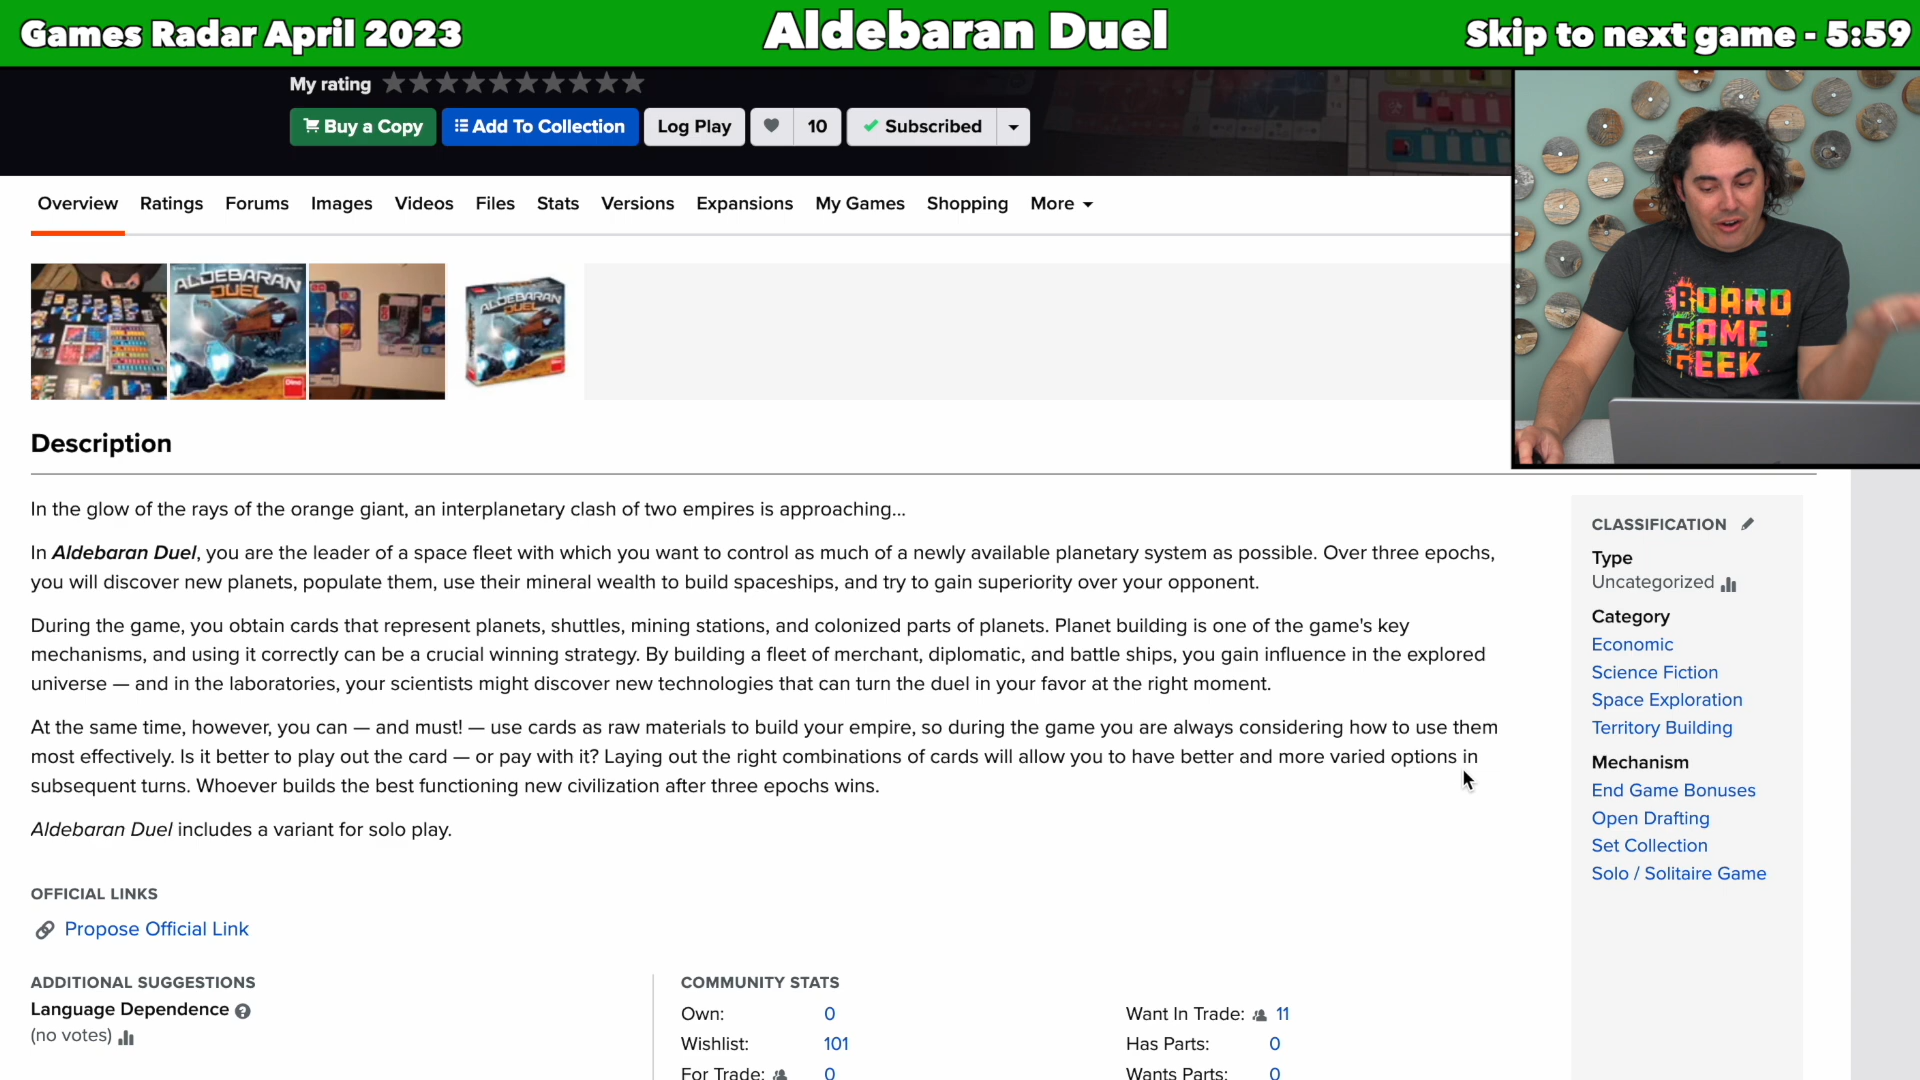 Games Radar April 2023
Aldebaran Duel
Skip to next game - 5:59
My rating
Buy a Copy
Add To Collection
Log Play
10
Subscribed
Overview
Ratings
Forums
Images
Videos
Files
Stats
Versions
Expansions
My Games
Shopping
More
ALDEBARAN
DUEL
Dino
ALDEBARAN
DUEL
BOARD
GAME
GEEK
Description
In the glow of the rays of the orange giant, an interplanetary clash of two empires is approaching...
In Aldebaran Duel, you are the leader of a space fleet with which you want to control as much of a newly available planetary system as possible. Over three epochs,
you will discover new planets, populate them, use their mineral wealth to build spaceships, and try to gain superiority over your opponent.
During the game, you obtain cards that represent planets, shuttles, mining stations, and colonized parts of planets. Planet building is one of the game's key
mechanisms, and using it correctly can be a crucial winning strategy. By building a fleet of merchant, diplomatic, and battle ships, you gain influence in the explored
universe — and in the laboratories, your scientists might discover new technologies that can turn the duel in your favor at the right moment.
At the same time, however, you can — and must! — use cards as raw materials to build your empire, so during the game you are always considering how to use them
most effectively. Is it better to play out the card — or pay with it? Laying out the right combinations of cards will allow you to have better and more varied options in
subsequent turns. Whoever builds the best functioning new civilization after three epochs wins.
Aldebaran Duel includes a variant for solo play.
OFFICIAL LINKS
Propose Official Link
ADDITIONAL SUGGESTIONS
Language Dependence
(no votes)
COMMUNITY STATS
Own: 0
Wishlist: 101
For Trade: 0
Want In Trade: 11
Has Parts: 0
Wants Parts: 0
CLASSIFICATION
Type
Uncategorized
Category
Economic
Science Fiction
Space Exploration
Territory Building
Mechanism
End Game Bonuses
Open Drafting
Set Collection
Solo / Solitaire Game